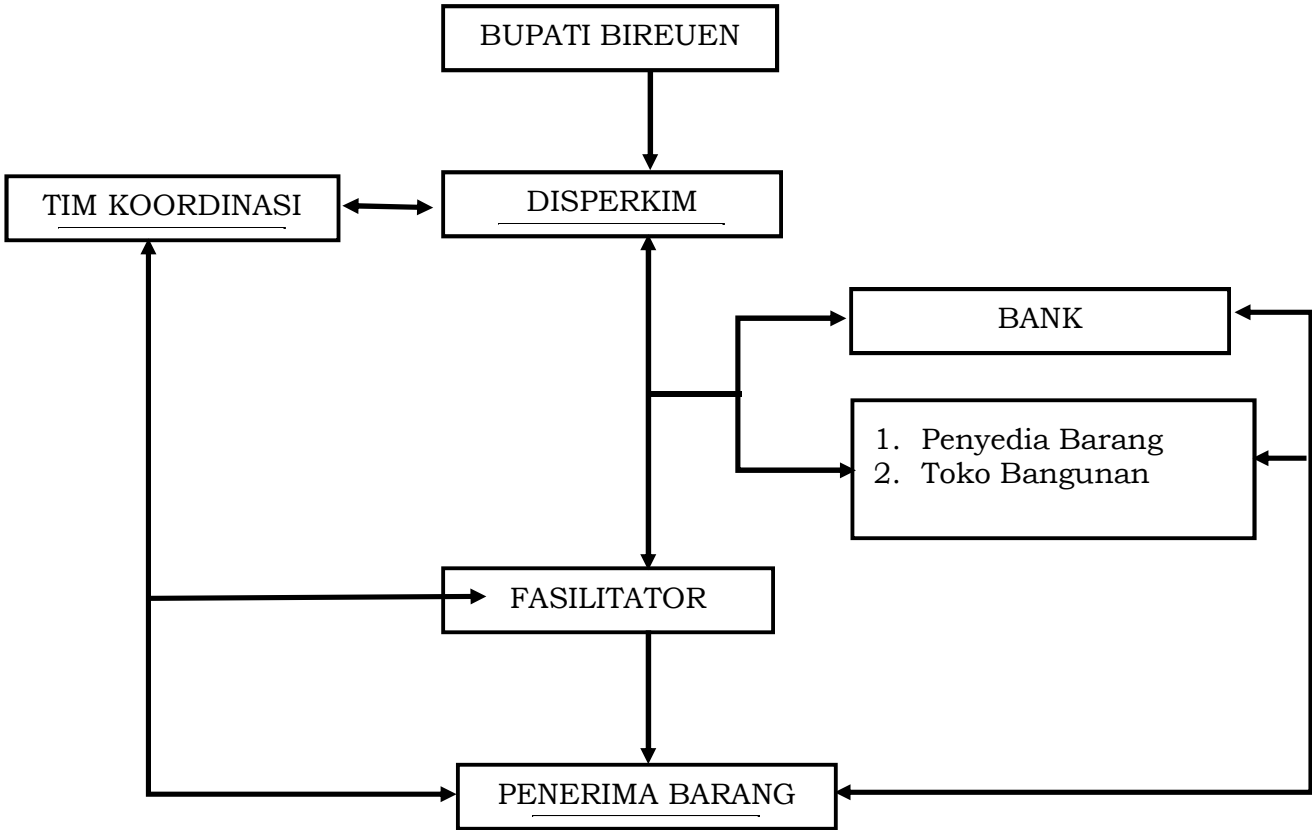 BUPATI BIREUEN
TIM KOORDINASI
DISPERKIM
BANK
1. Penyedia Barang
2. Toko Bangunan
FASILITATOR
PENERIMA BARANG